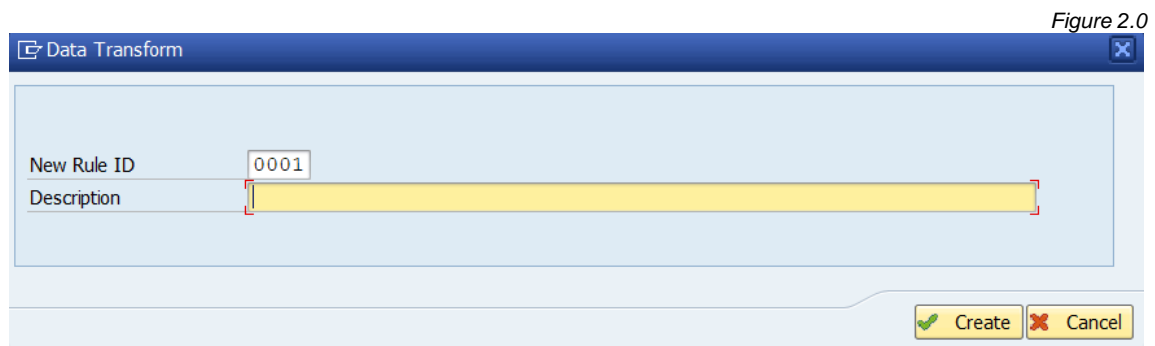 Figure 2.0
Data Transform
New Rule ID 0001
Description
Create Cancel